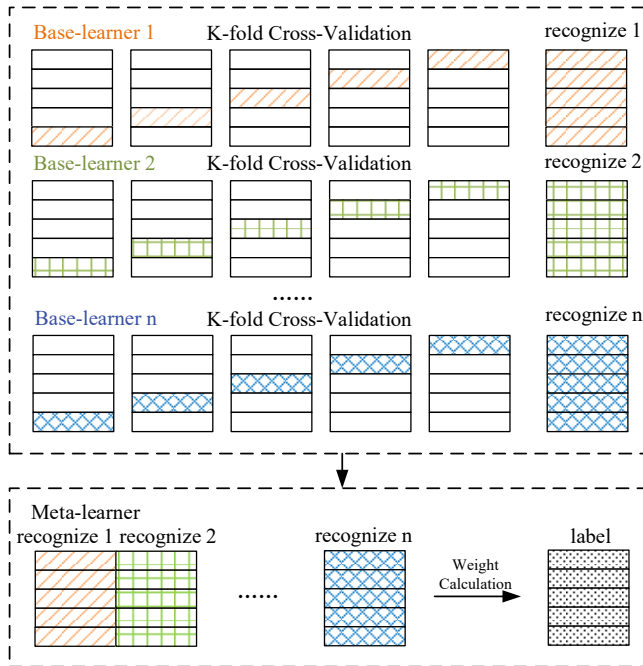 Base-learner 1 K-fold Cross-Validation recognize 1
Base-learner 2 K-fold Cross-Validation recognize 2
......
Base-learner n K-fold Cross-Validation recognize n
Meta-learner
recognize 1 recognize 2 recognize n label
...... Weight
Calculation